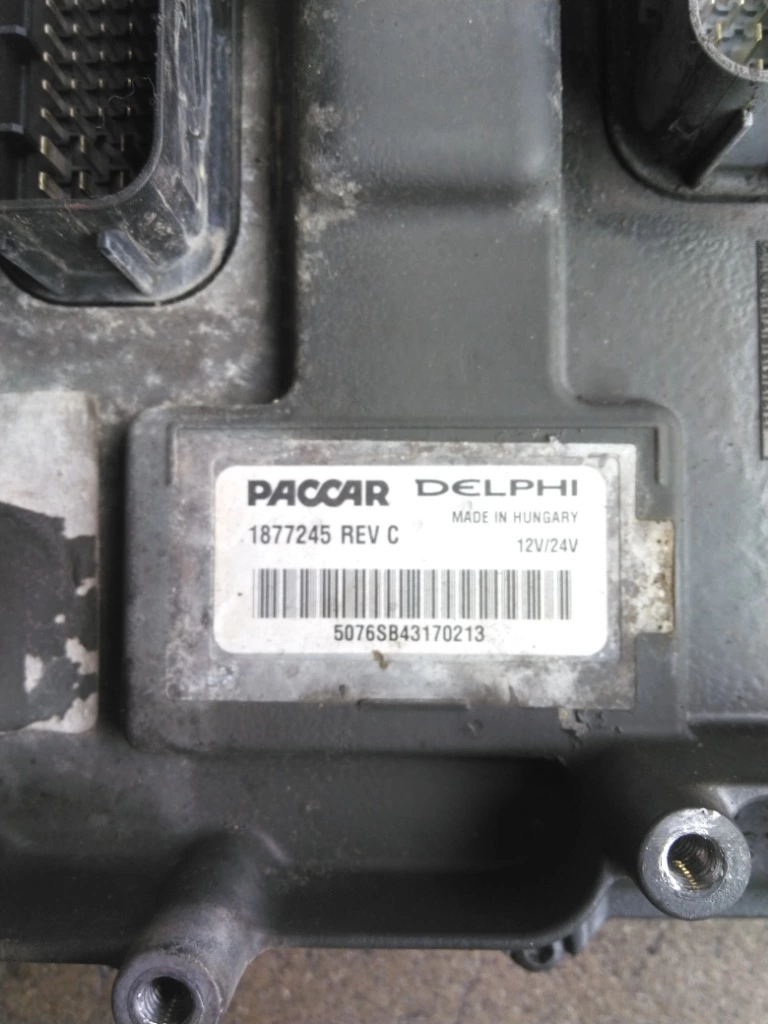 PACCAR DELPHI
MADE IN HUNGARY
1877245 REV C
12V/24V
5076SB43170213